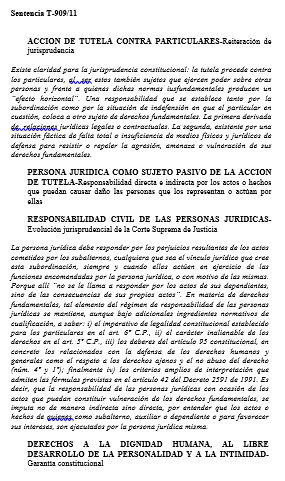 Sentencia T-909/11
ACCION DE TUTELA CONTRA PARTICULARES-Reiteración de
jurisprudencia
Existe claridad para la jurisprudencia constitucional: la tutela procede contra
los particulares, al ser estos también sujetos que ejercen poder sobre otras
personas y frente a quienes dichas normas iusfundamentales producen un
"efecto horizontal". Una responsabilidad que se establece tanto por la
subordinación como por la situación de indefensión en que el particular en
cuestión, coloca a otro sujeto de derechos fundamentales. La primera derivada
de relaciones jurídicas legales o contractuales. La segunda, existente por una
situación fáctica de falta total o insuficiencia de medios físicos y jurídicos de
defensa para resistir o repeler la agresión, amenaza o vulneración de sus
derechos fundamentales.
PERSONA JURIDICA COMO SUJETO PASIVO DE LA ACCION
DE TUTELA-Responsabilidad directa e indirecta por los actos o hechos
que puedan causar daño las personas que los representan o actúan por
ellas
RESPONSABILIDAD CIVIL DE LAS PERSONAS JURIDICAS-
Evolución jurisprudencial de la Corte Suprema de Justicia
La persona jurídica debe responder por los perjuicios resultantes de los actos
cometidos por los subalternos, cualquiera sea el vínculo jurídico que crea
esta subordinación, siempre y cuando ellos actúen en ejercicio de las
funciones encomendadas por la persona jurídica, o con motivo de las mismas.
Porque allí "no se le llama a responder por los actos de sus dependientes,
sino de las consecuencias de sus propios actos". En materia de derechos
fundamentales, tal elemento del régimen de responsabilidad de las personas
jurídicas se mantiene, aunque bajo adicionales ingredientes normativos de
cualificación, a saber: i) el imperativo de legalidad constitucional establecido
para los particulares en el art. 6º C.P., ii) el carácter inalienable de los
derechos en el art. 5º C.P., iii) los deberes del artículo 95 constitucional, en
concreto los relacionados con la defensa de los derechos humanos y
generales como el respeto a los derechos ajenos y el no abuso del derecho
(núm. 4º y 1º); finalmente iv) los criterios amplios de interpretación que
admiten las fórmulas previstas en el artículo 42 del Decreto 2591 de 1991. Es
decir, que la responsabilidad de las personas jurídicas con ocasión de los
actos que puedan constituir vulneración de los derechos fundamentales, se
imputa no de manera indirecta sino directa, por entender que los actos o
hechos de quienes como subalterno, auxiliar o dependiente o para favorecer
sus intereses, son ejecutados por la persona jurídica misma.
DERECHOS A LA DIGNIDAD HUMANA, AL LIBRE
DESARROLLO DE LA PERSONALIDAD Y A LA INTIMIDAD-
Garantía constitucional